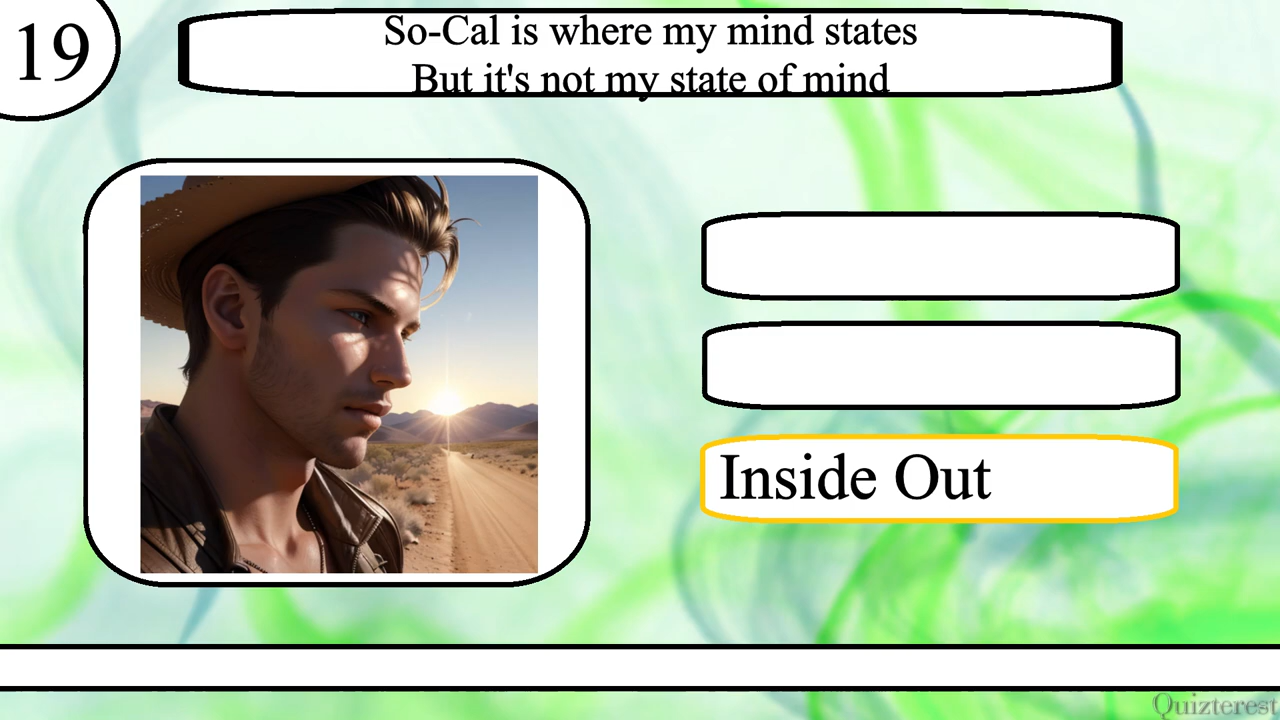 19
So-Cal is where my mind states
But it's not my state of mind
Inside Out
Quizterest